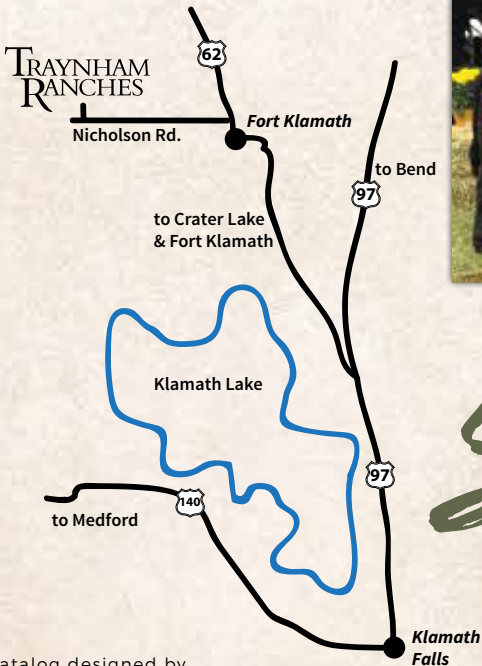 62
TRAYNHAM
RANCHES
Fort Klamath
Nicholson Rd.
to Bend
97
to Crater Lake
& Fort Klamath
Klamath Lake
97
140
to Medford
Klamath
Falls
catalog designed by